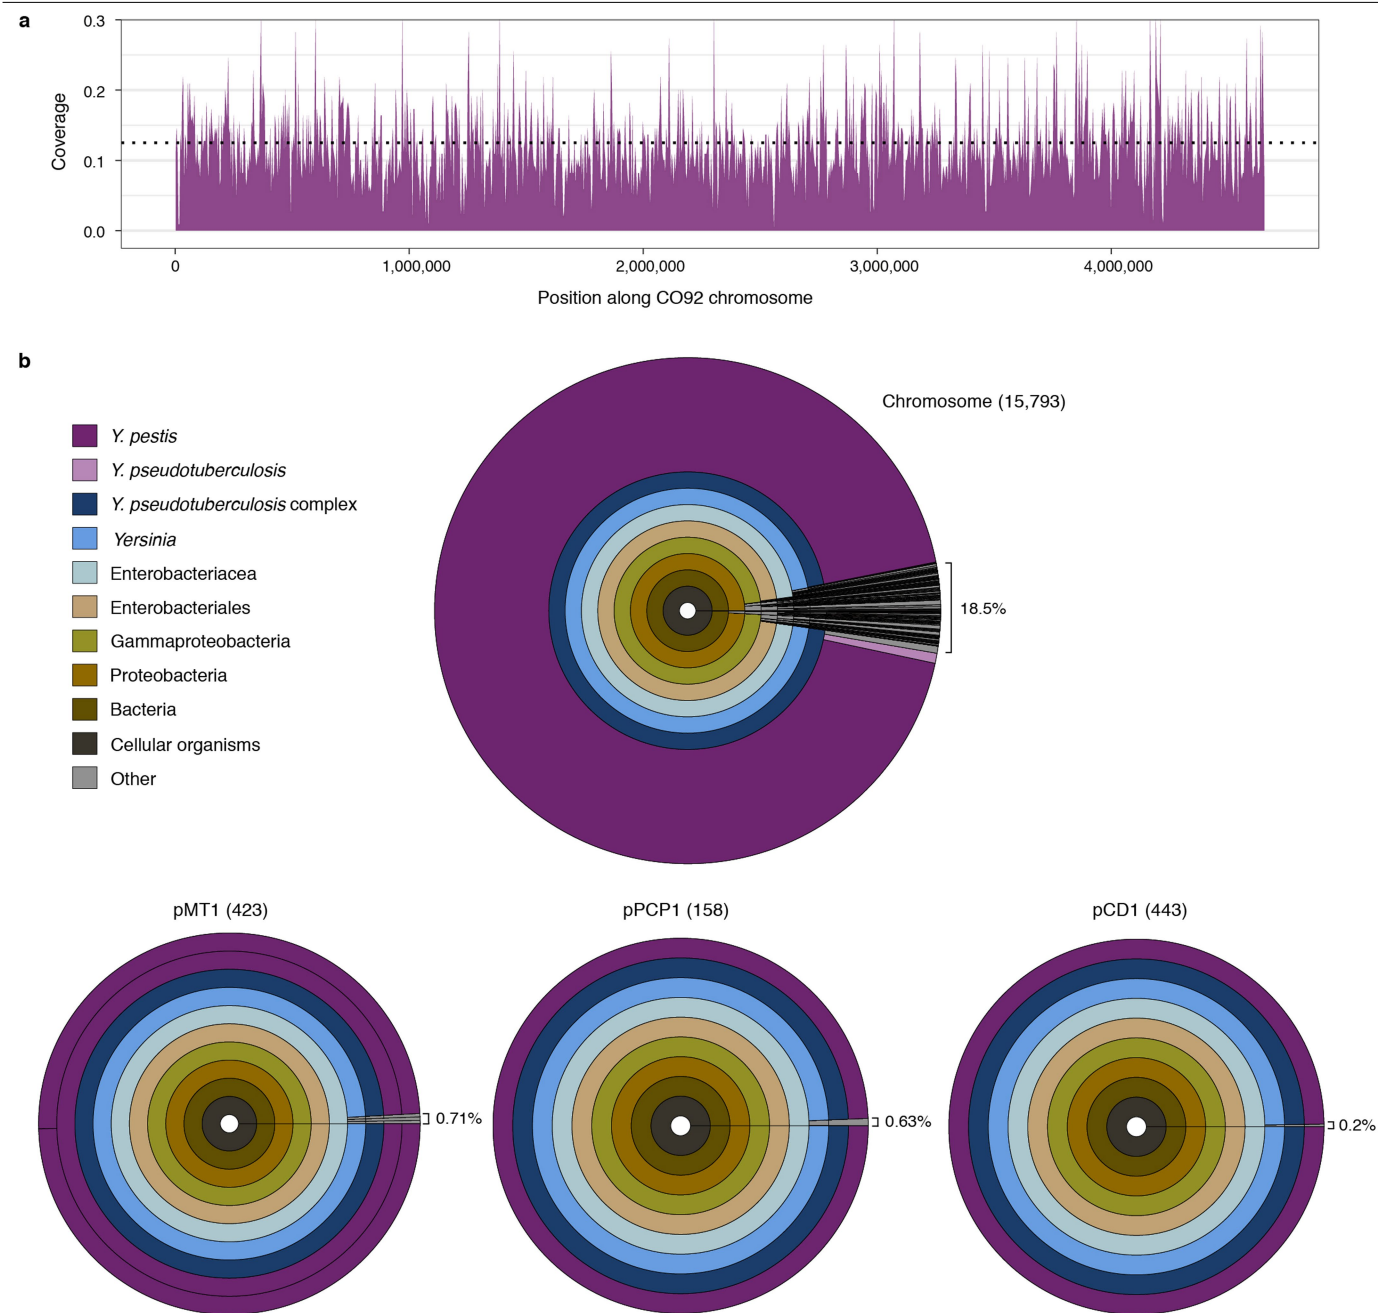 a
0.3
0.2
0.1
0.0
Coverage
0 1,000,000 2,000,000 3,000,000 4,000,000
Position along CO92 chromosome
b
Chromosome (15,793)
Y. pestis
Y. pseudotuberculosis
Y. pseudotuberculosis complex
Yersinia
Enterobacteriacea
Enterobacteriales
Gammaproteobacteria
Proteobacteria
Bacteria
Cellular organisms
Other
18.5%
pMT1 (423) pPCP1 (158) pCD1 (443)
0.71% 0.63% 0.2%